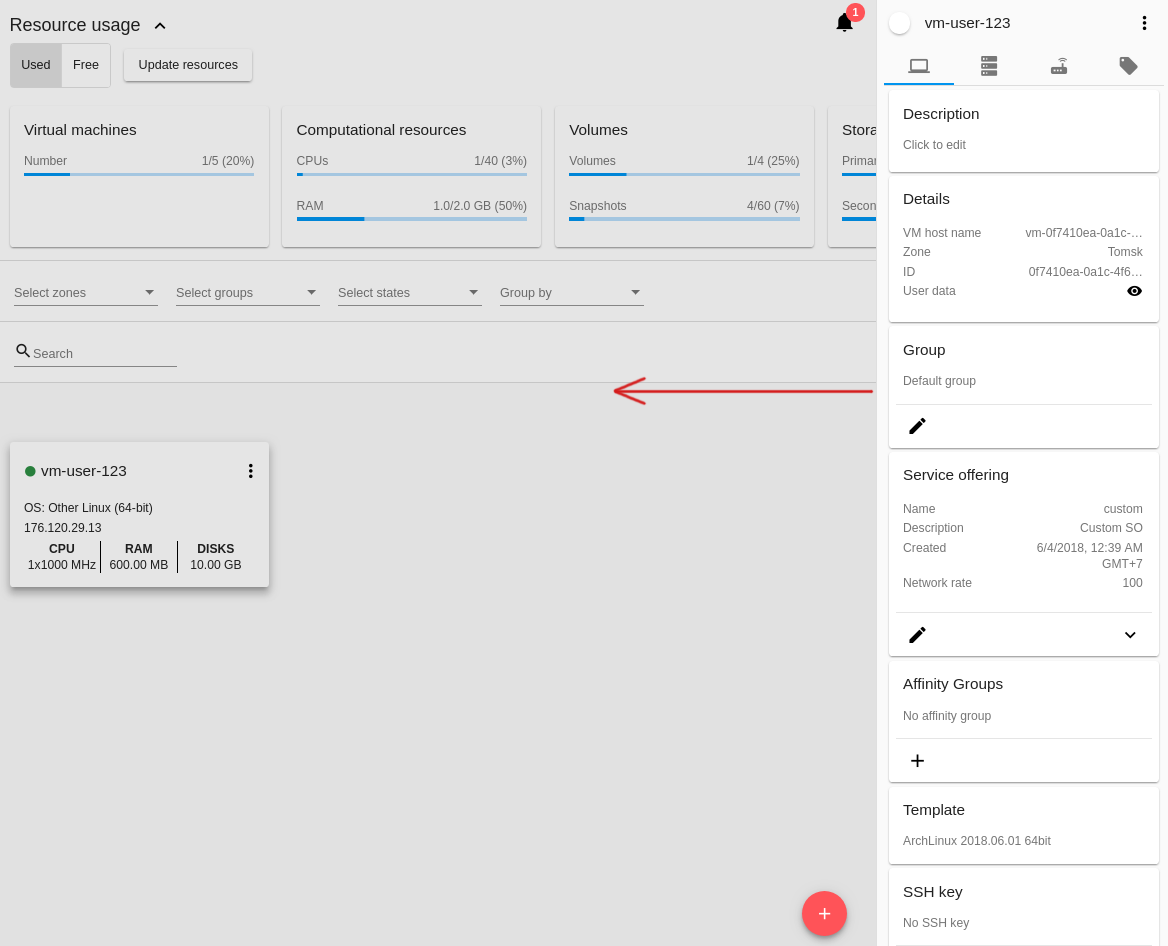 Resource usage
1
Used
Free
Update resources
Virtual machines
Number 1/5 (20%)
Computational resources
CPUs 1/40 (3%)
RAM 1.0/2.0 GB (50%)
Volumes
Volumes 1/4 (25%)
Snapshots 4/60 (7%)
Stora
Primar
Secon
Select zones
Select groups
Select states
Group by
Search
vm-user-123
OS: Other Linux (64-bit)
176.120.29.13
CPU RAM DISKS
1x1000 MHz 600.00 MB 10.00 GB
+
vm-user-123
Description
Click to edit
Details
VM host name vm-0f7410ea-0a1c-…
Zone Tomsk
ID 0f7410ea-0a1c-4f6…
User data
Group
Default group
Service offering
Name custom
Description Custom SO
Created 6/4/2018, 12:39 AM
GMT+7
Network rate 100
Affinity Groups
No affinity group
+
Template
ArchLinux 2018.06.01 64bit
SSH key
No SSH key